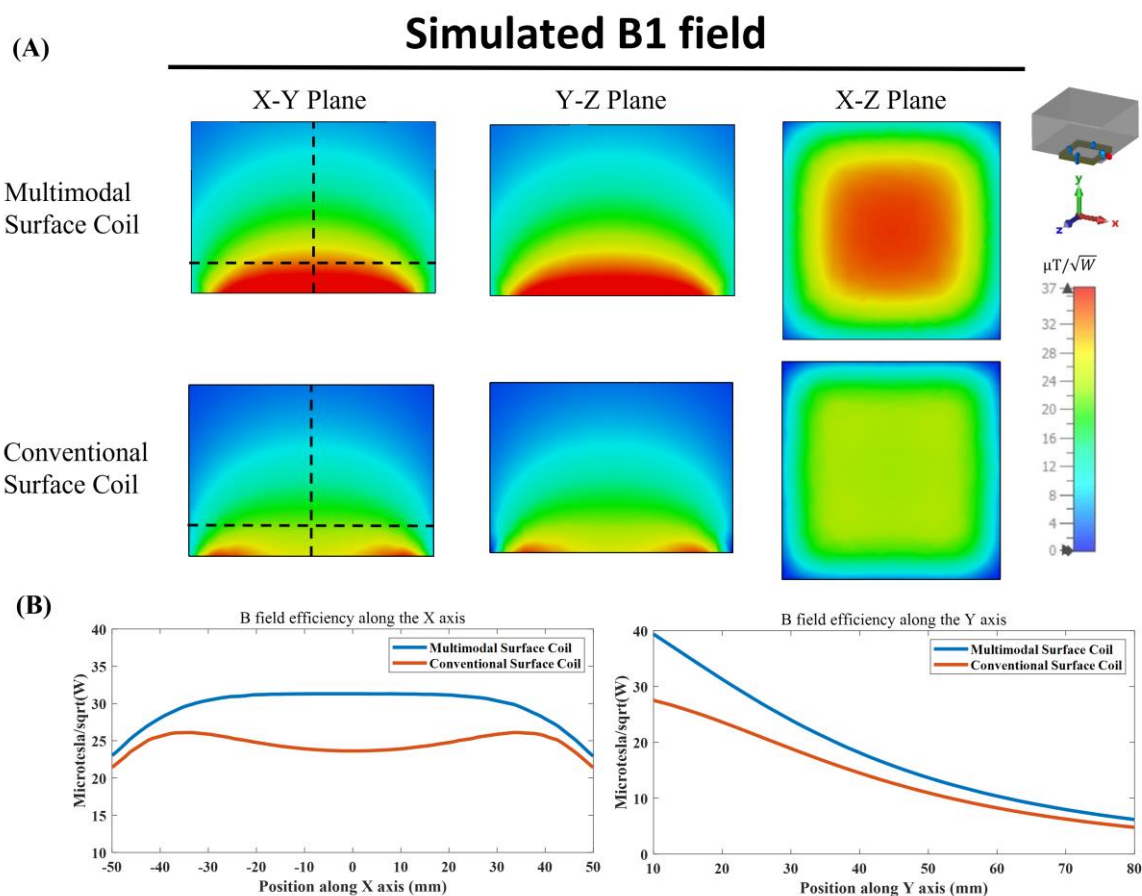 Simulated B1 field
(A)
X-Y Plane
Y-Z Plane
X-Z Plane
Multimodal
Surface Coil
y
x
z
µT/√W
37
32
28
24
20
16
12
8
4
0
Conventional
Surface Coil
(B)
B field efficiency along the X axis
40
35
30
25
20
15
10
Microtesla/sqrt(W)
Multimodal Surface Coil
Conventional Surface Coil
-50 -40 -30 -20 -10 0 10 20 30 40 50
Position along X axis (mm)
B field efficiency along the Y axis
40
30
20
10
0
Microtesla/sqrt(W)
Multimodal Surface Coil
Conventional Surface Coil
10 20 30 40 50 60 70 80
Position along Y axis (mm)